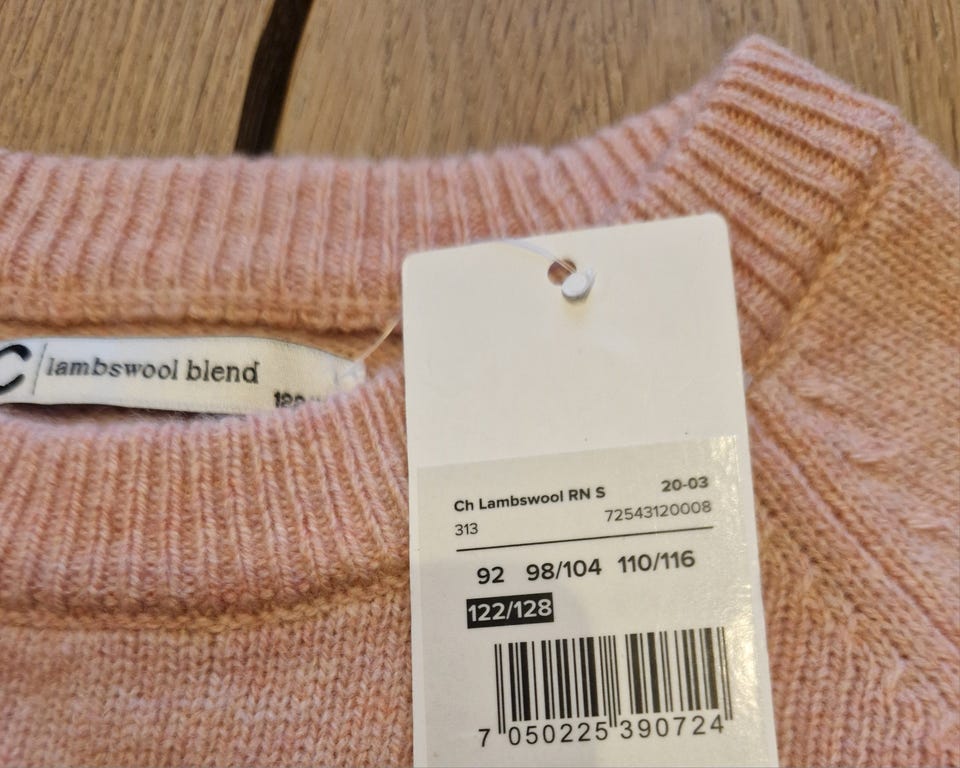 lambswool blend
Ch Lambswool RN S 20-03
313 72543120008
92 98/104 110/116
122/128
7 050225 390724